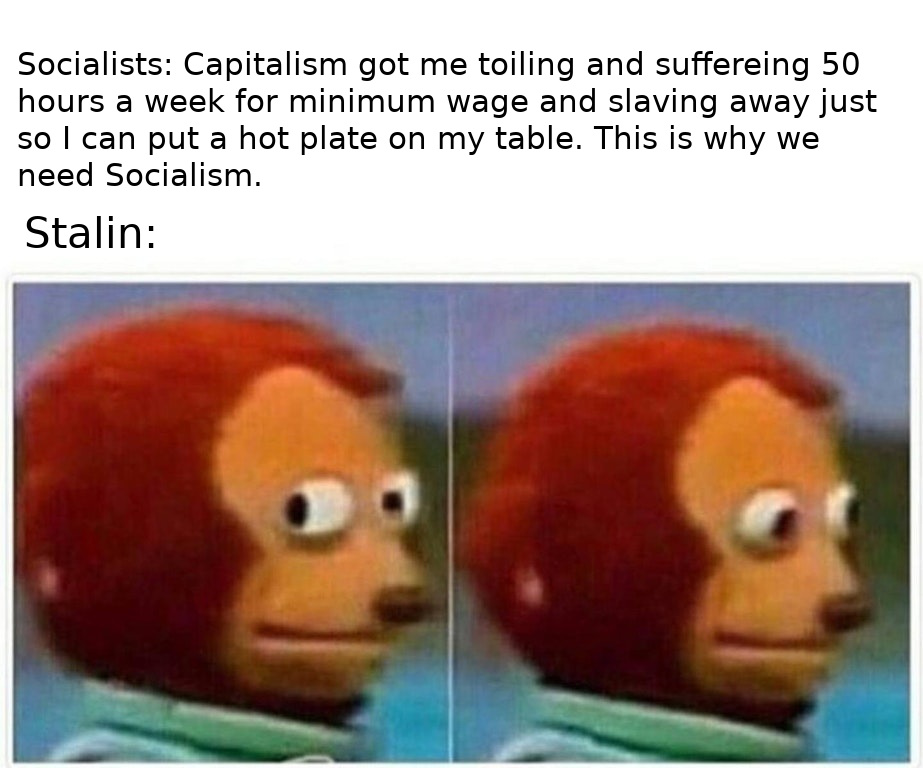 Socialists: Capitalism got me toiling and suffereing 50
hours a week for minimum wage and slaving away just
so I can put a hot plate on my table. This is why we
need Socialism.
Stalin: